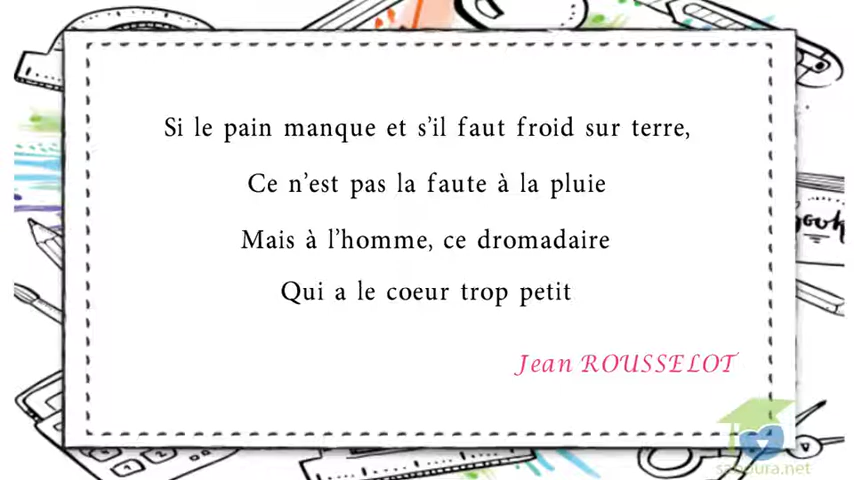 Si le pain manque et s'il faut froid sur terre,
Ce n'est pas la faute à la pluie
Mais à l'homme, ce dromadaire
Qui a le coeur trop petit
Jean ROUSSELOT